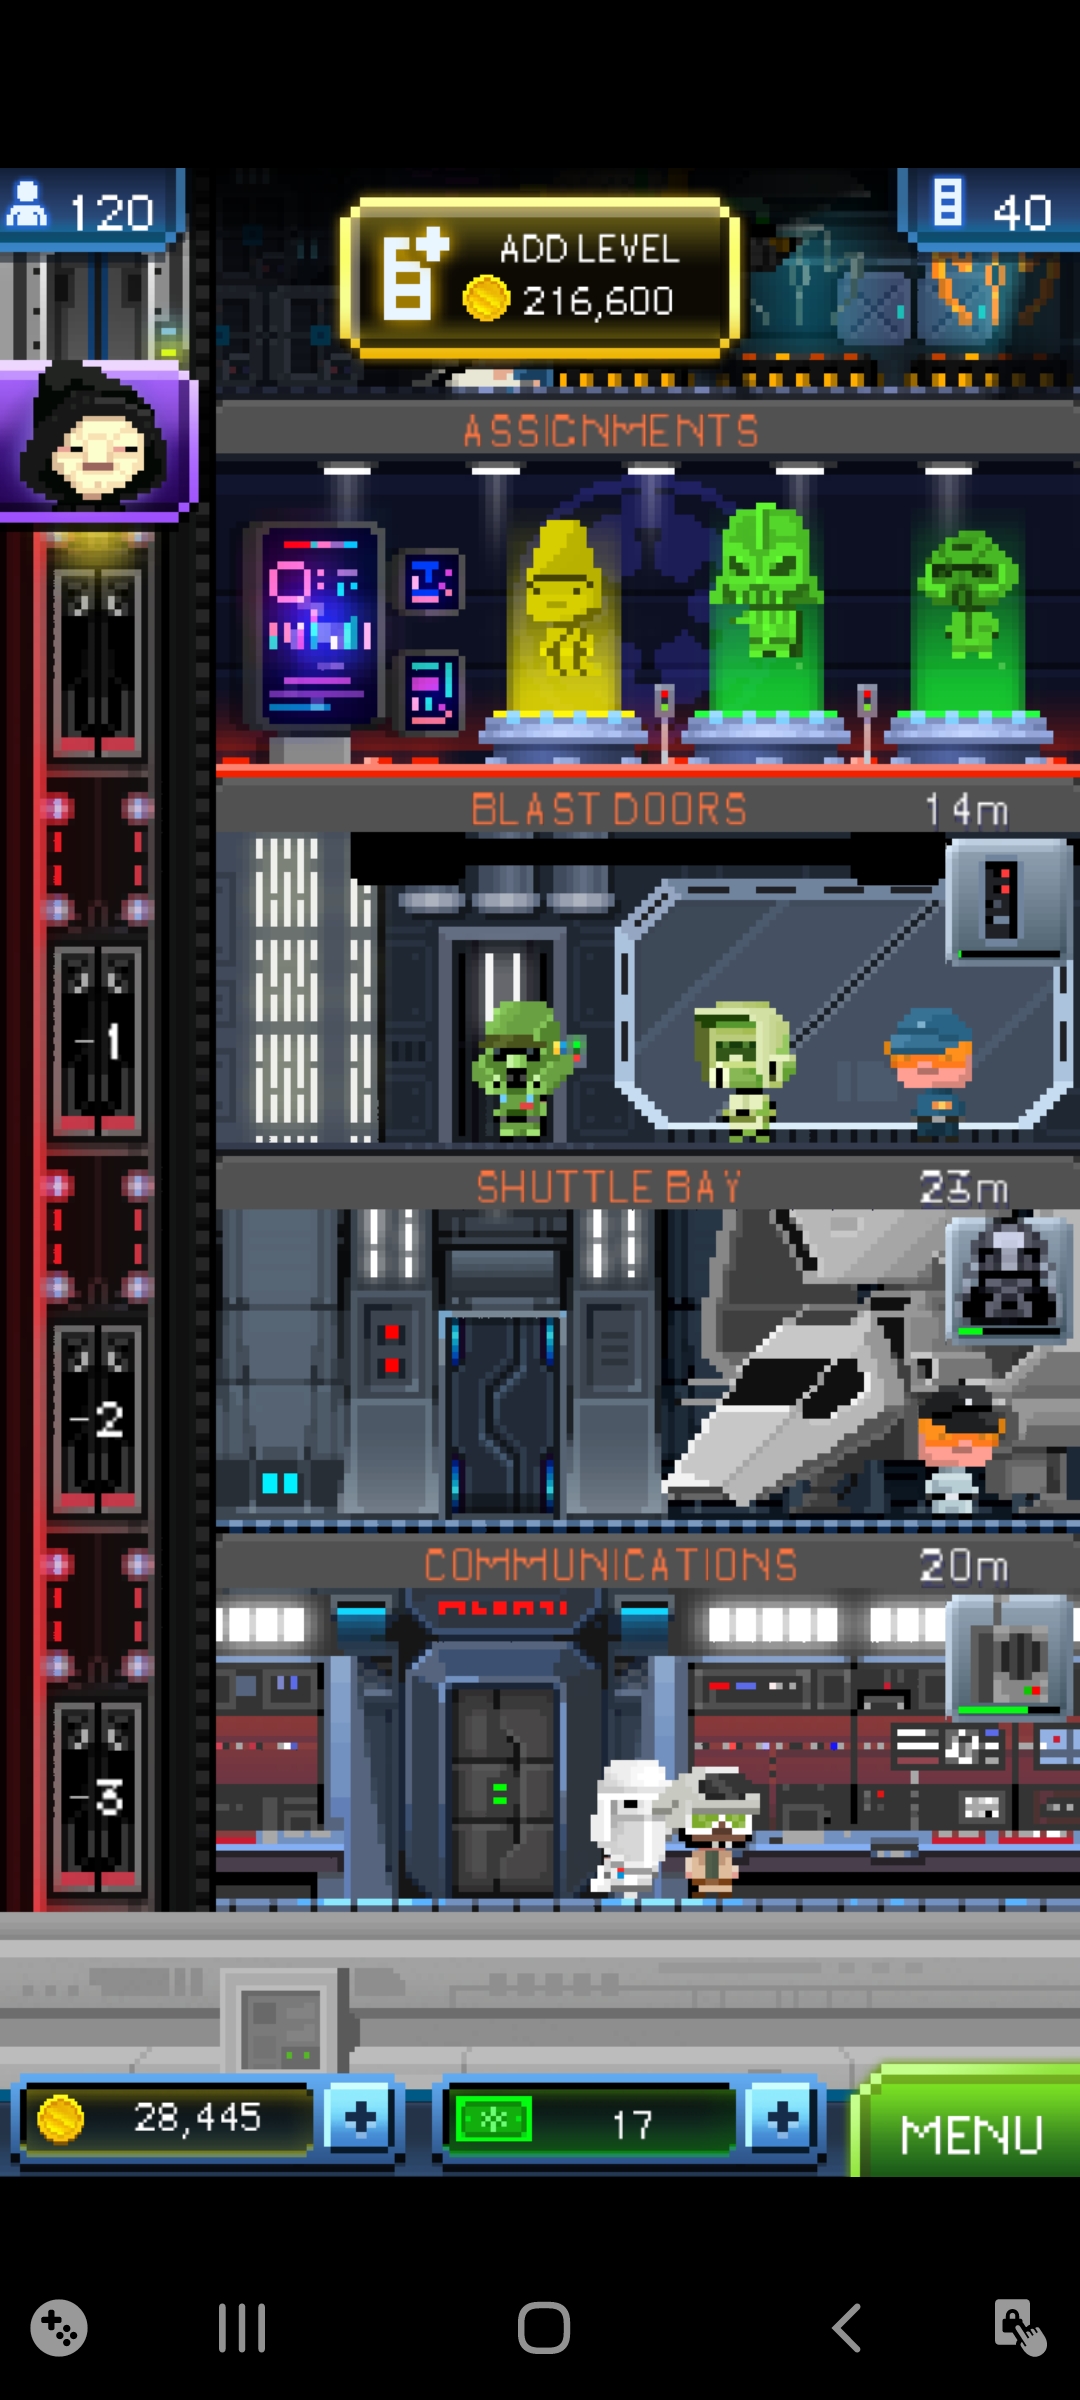 120
ADD LEVEL
216,600
40
ASSIGNMENTS
BLAST DOORS 14m
-1
SHUTTLE BAY
-2
COMMUNICATIONS 20m
-3
28,445
17
MENU